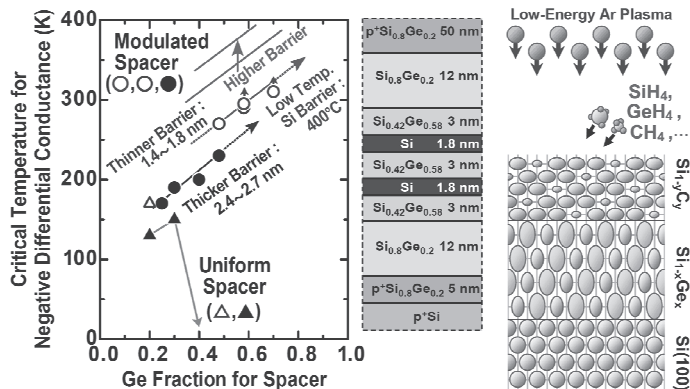 Critical Temperature for
Negative Differential Conductance (K)
400
300
200
100
0
0.0 0.2 0.4 0.6 0.8 1.0
Ge Fraction for Spacer
Modulated
Spacer
(○,○,●)
Higher Barrier
Thinner Barrier :
1.4~1.8 nm
Low Temp.
Si Barrier :
400°C
Thicker Barrier :
2.4~2.7 nm
Uniform
Spacer
(△,▲)
p⁺Si₀.₈Ge₀.₂ 50 nm
Si₀.₈Ge₀.₂ 12 nm
Si₀.₄₂Ge₀.₅₈ 3 nm
Si 1.8 nm
Si₀.₄₂Ge₀.₅₈ 3 nm
Si 1.8 nm
Si₀.₄₂Ge₀.₅₈ 3 nm
Si₀.₈Ge₀.₂ 12 nm
p⁺Si₀.₈Ge₀.₂ 5 nm
p⁺Si
Low-Energy Ar Plasma
SiH₄,
GeH₄,
CH₄,...
Si₁₋yCy
Si₁₋ₓGeₓ
Si(100)